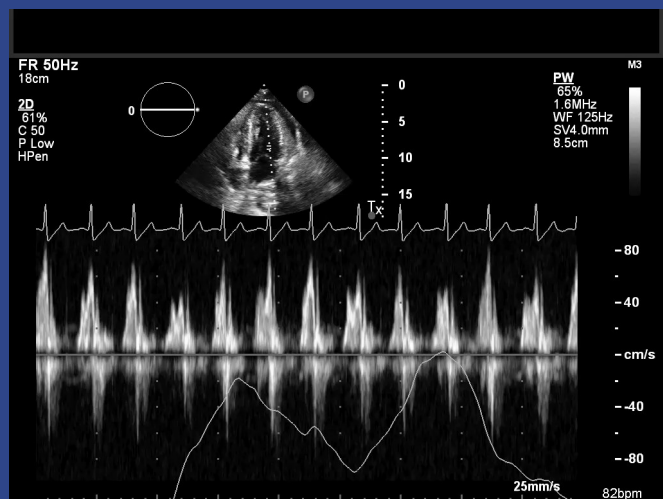 FR 50Hz
18cm
2D
61%
C 50
P Low
HPen
0
P
0
5
10
15
Tx
PW
65%
1.6MHz
WF 125Hz
SV4.0mm
8.5cm
M3
80
40
cm/s
-40
-80
25mm/s
82bpm